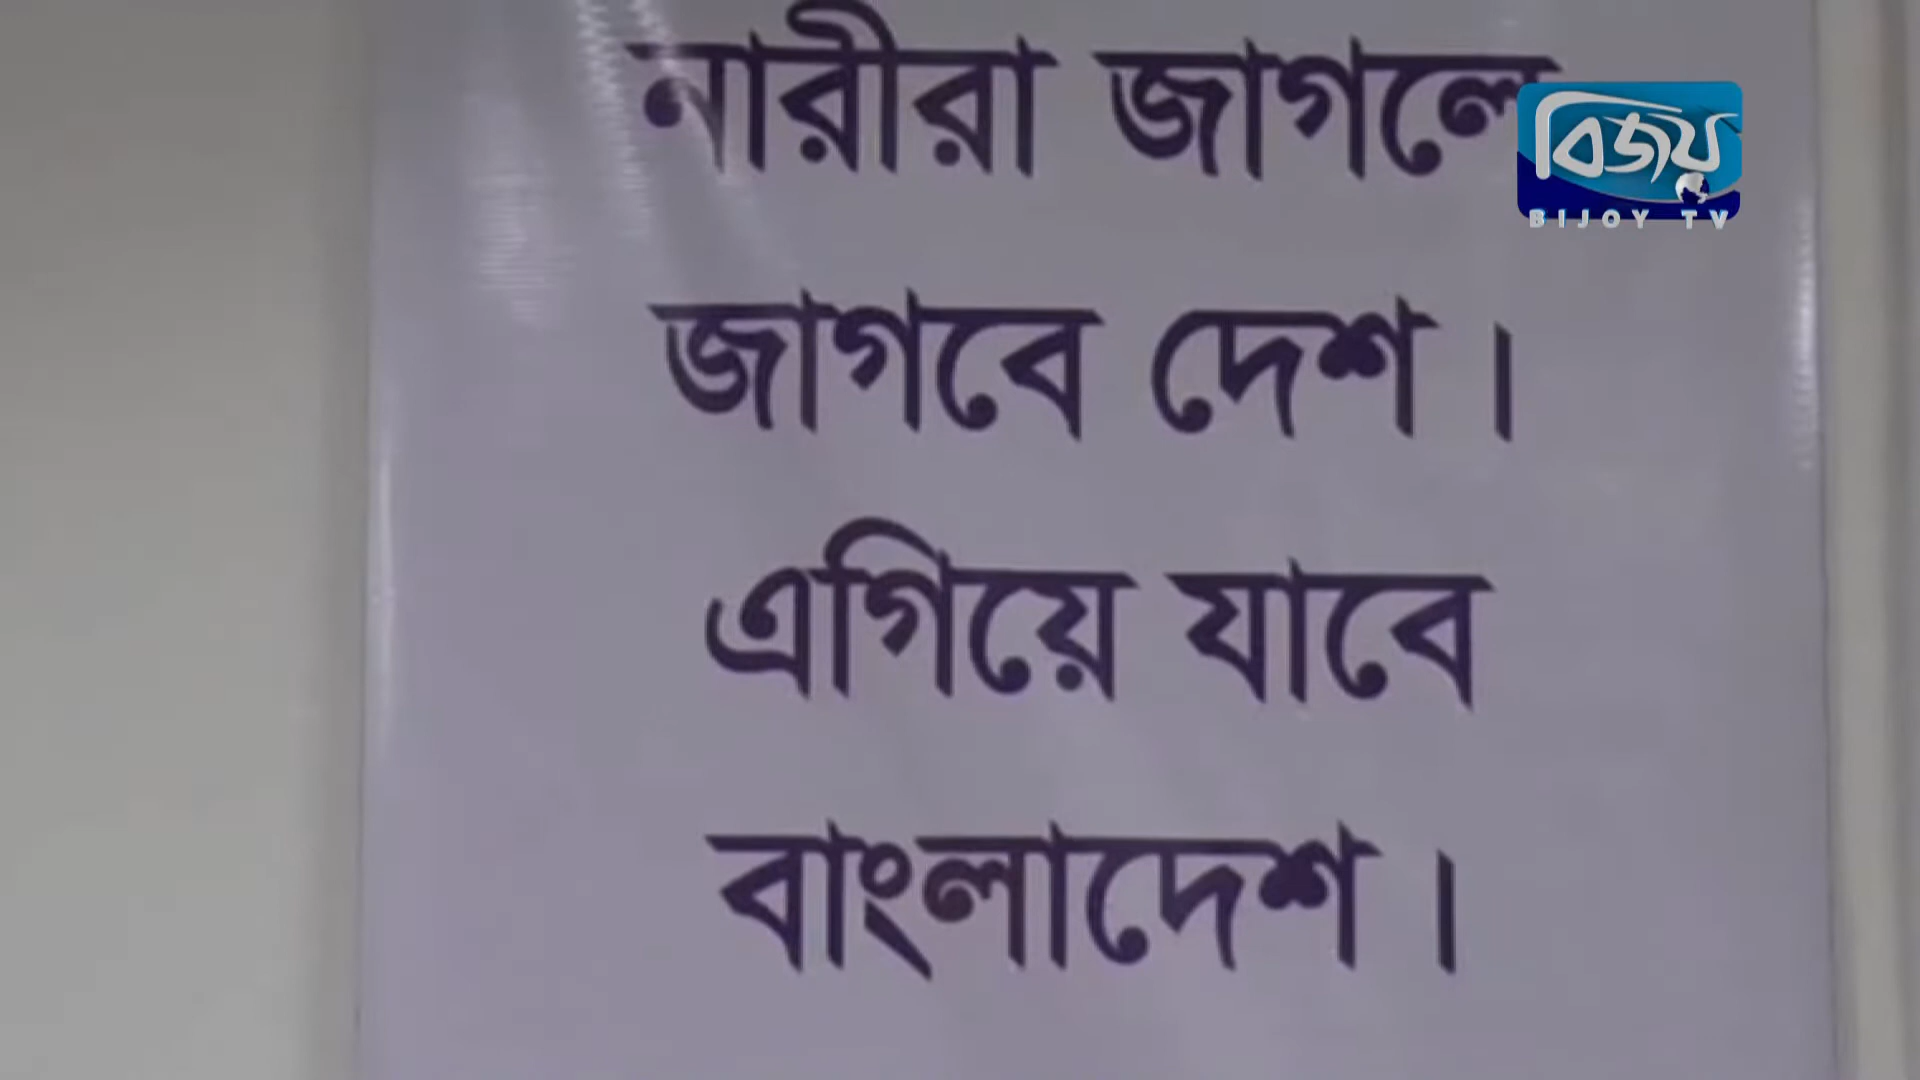 নারীরা জাগলে
বিজয়
BIJOY TV
জাগবে দেশ।
এগিয়ে যাবে
বাংলাদেশ।